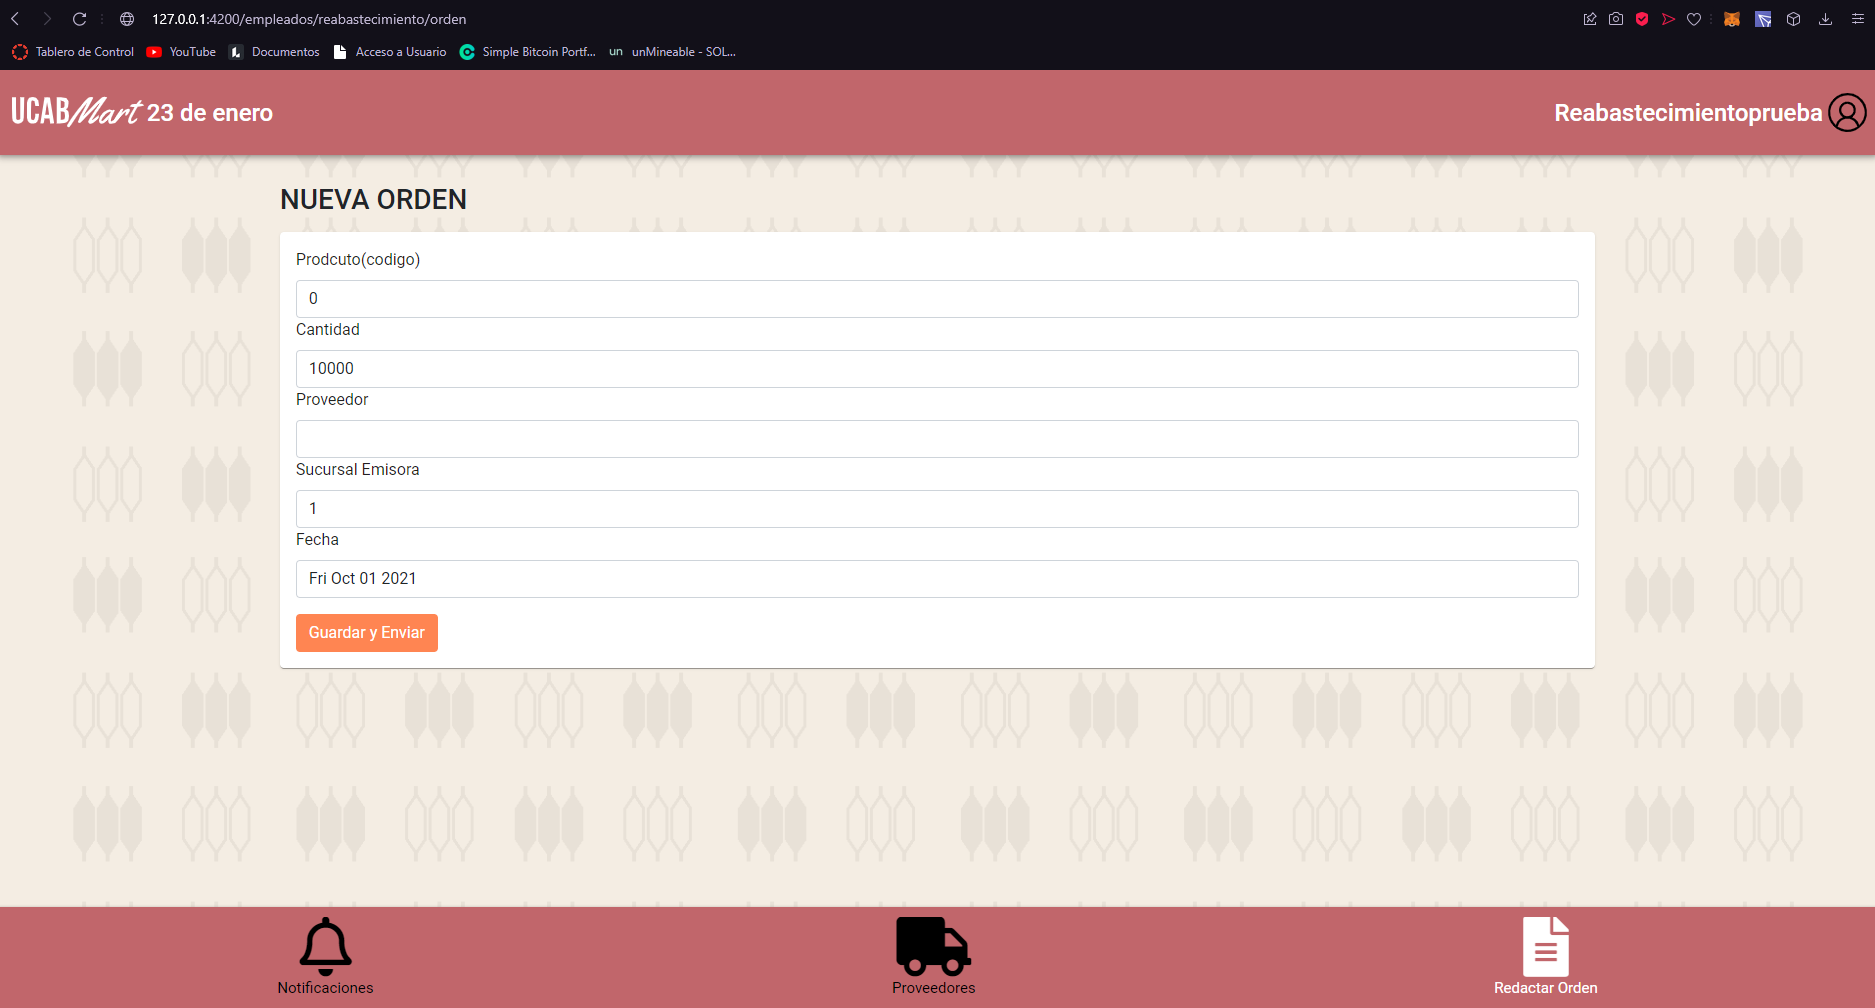 127.0.0.1:4200/empleados/reabastecimiento/orden
Tablero de Control YouTube Documentos Acceso a Usuario Simple Bitcoin Portf... un unMineable - SOL...
UCABMart 23 de enero Reabastecimientoprueba
NUEVA ORDEN
Prodcuto(codigo)
0
Cantidad
10000
Proveedor
Sucursal Emisora
1
Fecha
Fri Oct 01 2021
Guardar y Enviar
Notificaciones Proveedores Redactar Orden